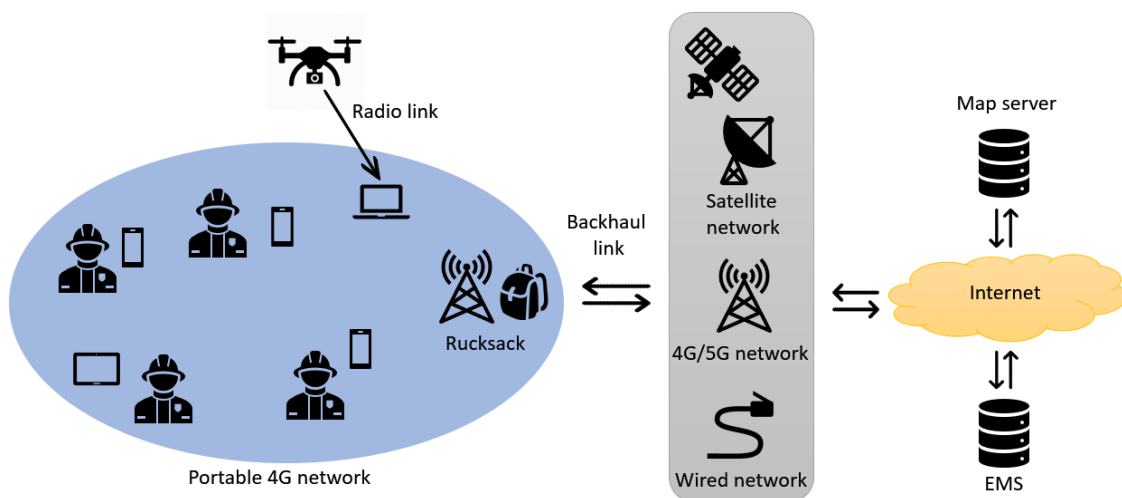 Radio link
Map server
Satellite
network
Backhaul
link
Internet
Rucksack
4G/5G network
Portable 4G network
Wired network
EMS